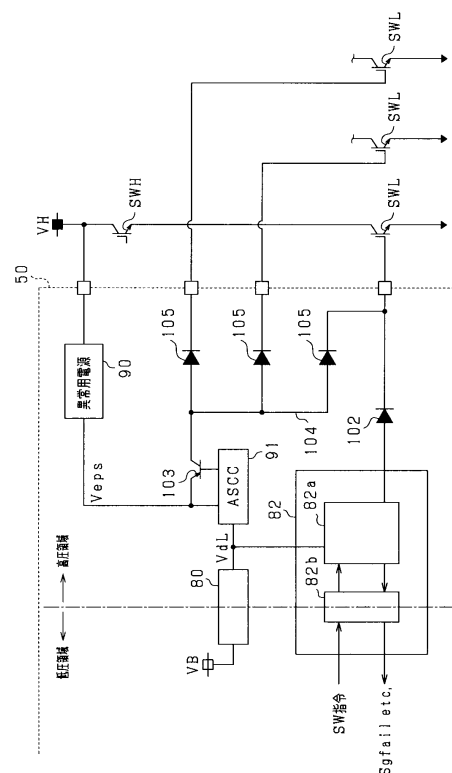 50
VH
SWH
SWL
SWL
SWL
異常用電源
90
Veps
105
105
105
103
104
102
91
ASCC
VdL
80
82
82a
82b
VB
高圧領域
低圧領域
SW指令
Sgfail etc,